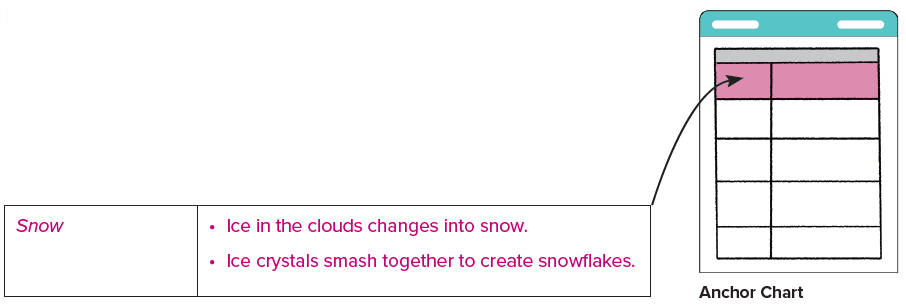 Snow
• Ice in the clouds changes into snow.
• Ice crystals smash together to create snowflakes.
Anchor Chart